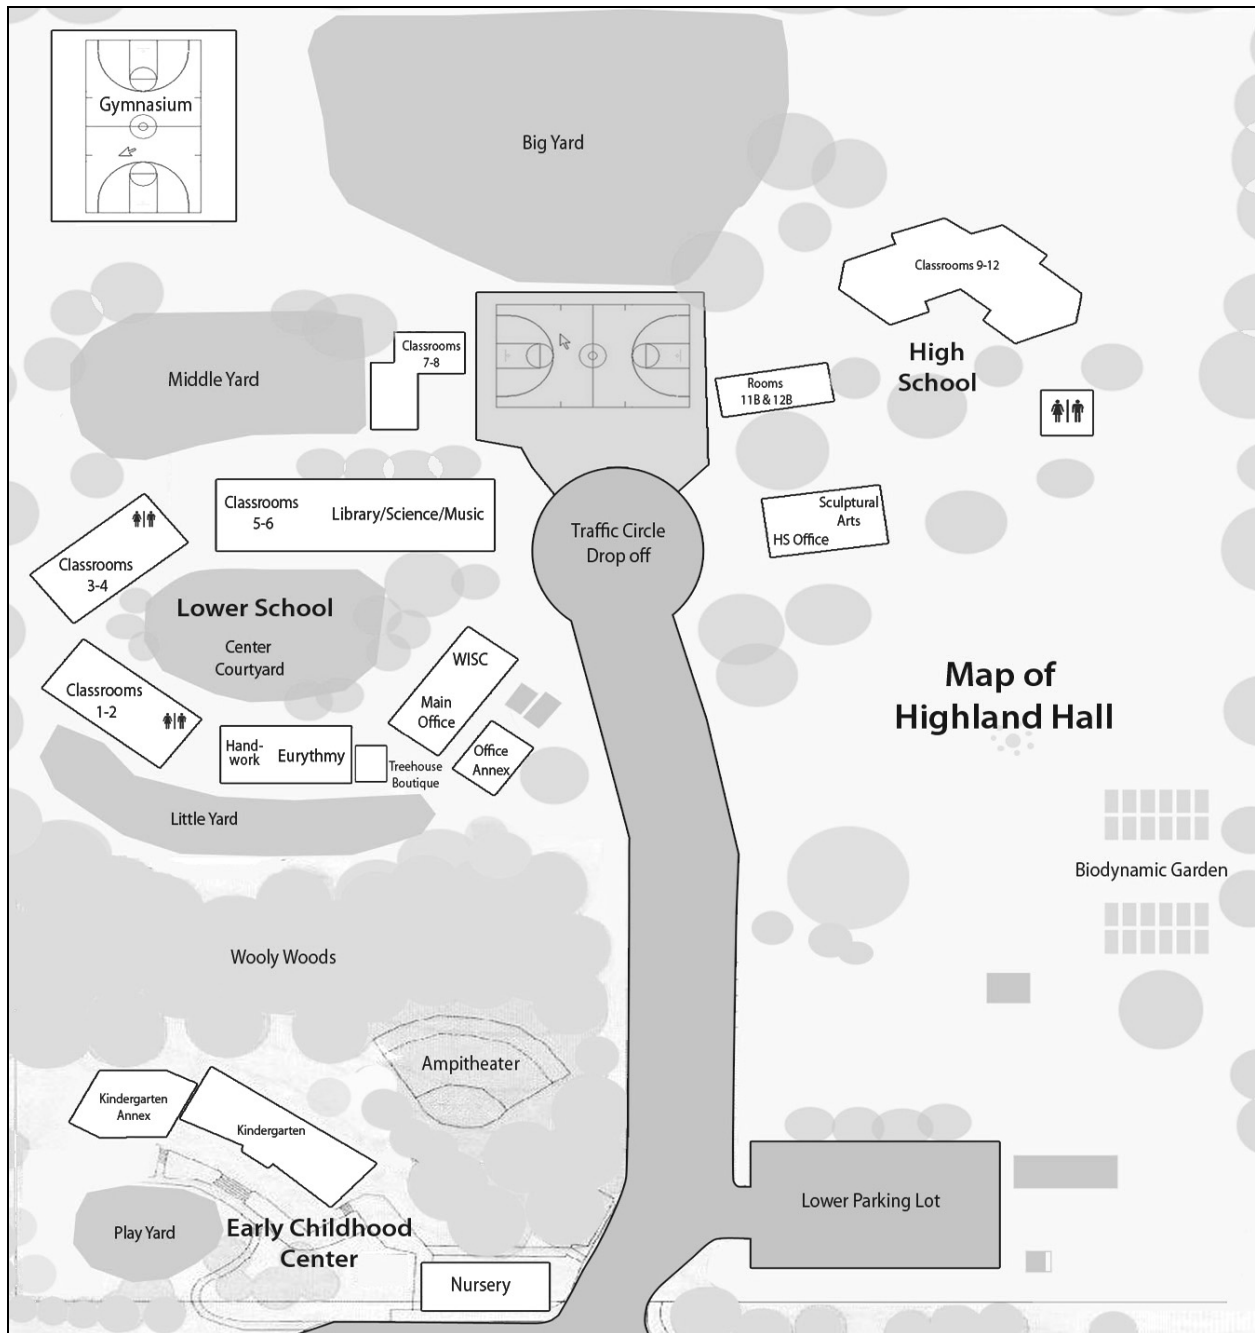 Gymnasium
Big Yard
Classrooms 9-12
High
School
Classrooms
7-8
Middle Yard
Rooms
11B & 12B
Classrooms
5-6
Library/Science/Music
Sculptural
Arts
HS Office
Traffic Circle
Drop off
Classrooms
3-4
Lower School
Center
Courtyard
WISC
Main
Office
Classrooms
1-2
Map of
Highland Hall
Hand-
work
Eurythmy
Office
Annex
Treehouse
Boutique
Little Yard
Biodynamic Garden
Wooly Woods
Ampitheater
Kindergarten
Annex
Kindergarten
Lower Parking Lot
Play Yard
Early Childhood
Center
Nursery